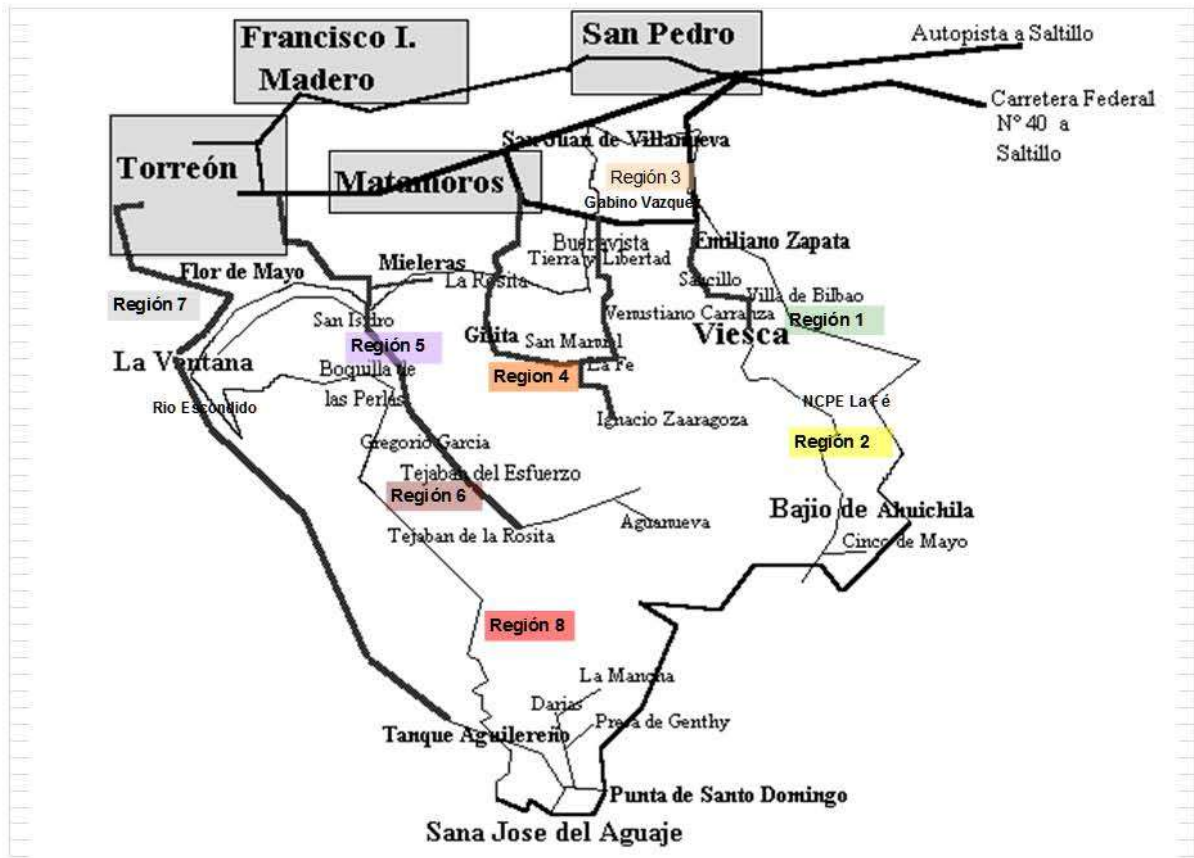 Francisco I.
Madero
San Pedro
Autopista a Saltillo
Carretera Federal
N° 40 a
Saltillo
Torreón
Matamoros
San Juan de Villanueva
Región 3
Gabino Vazquez
Buenavista
Tierra y Libertad
Emiliano Zapata
Flor de Mayo
Mieleras
La Rosita
Saucillo
Villa de Bilbao
Región 7
San Isidro
Venustiano Carranza
Región 1
Gilita
San Manuel
Viesca
Región 5
La Ventana
Boquilla de
las Perlas
Region 4
La Fe
Rio Escondido
NCPE La Fé
Ignacio Zaaragoza
Región 2
Gregorio Garcia
Tejaban del Esfuerzo
Región 6
Bajio de Ahuichila
Aguanueva
Tejaban de la Rosita
Cinco de Mayo
Región 8
La Mancha
Darias
Presa de Genthy
Tanque Aguilereño
Punta de Santo Domingo
Sana Jose del Aguaje